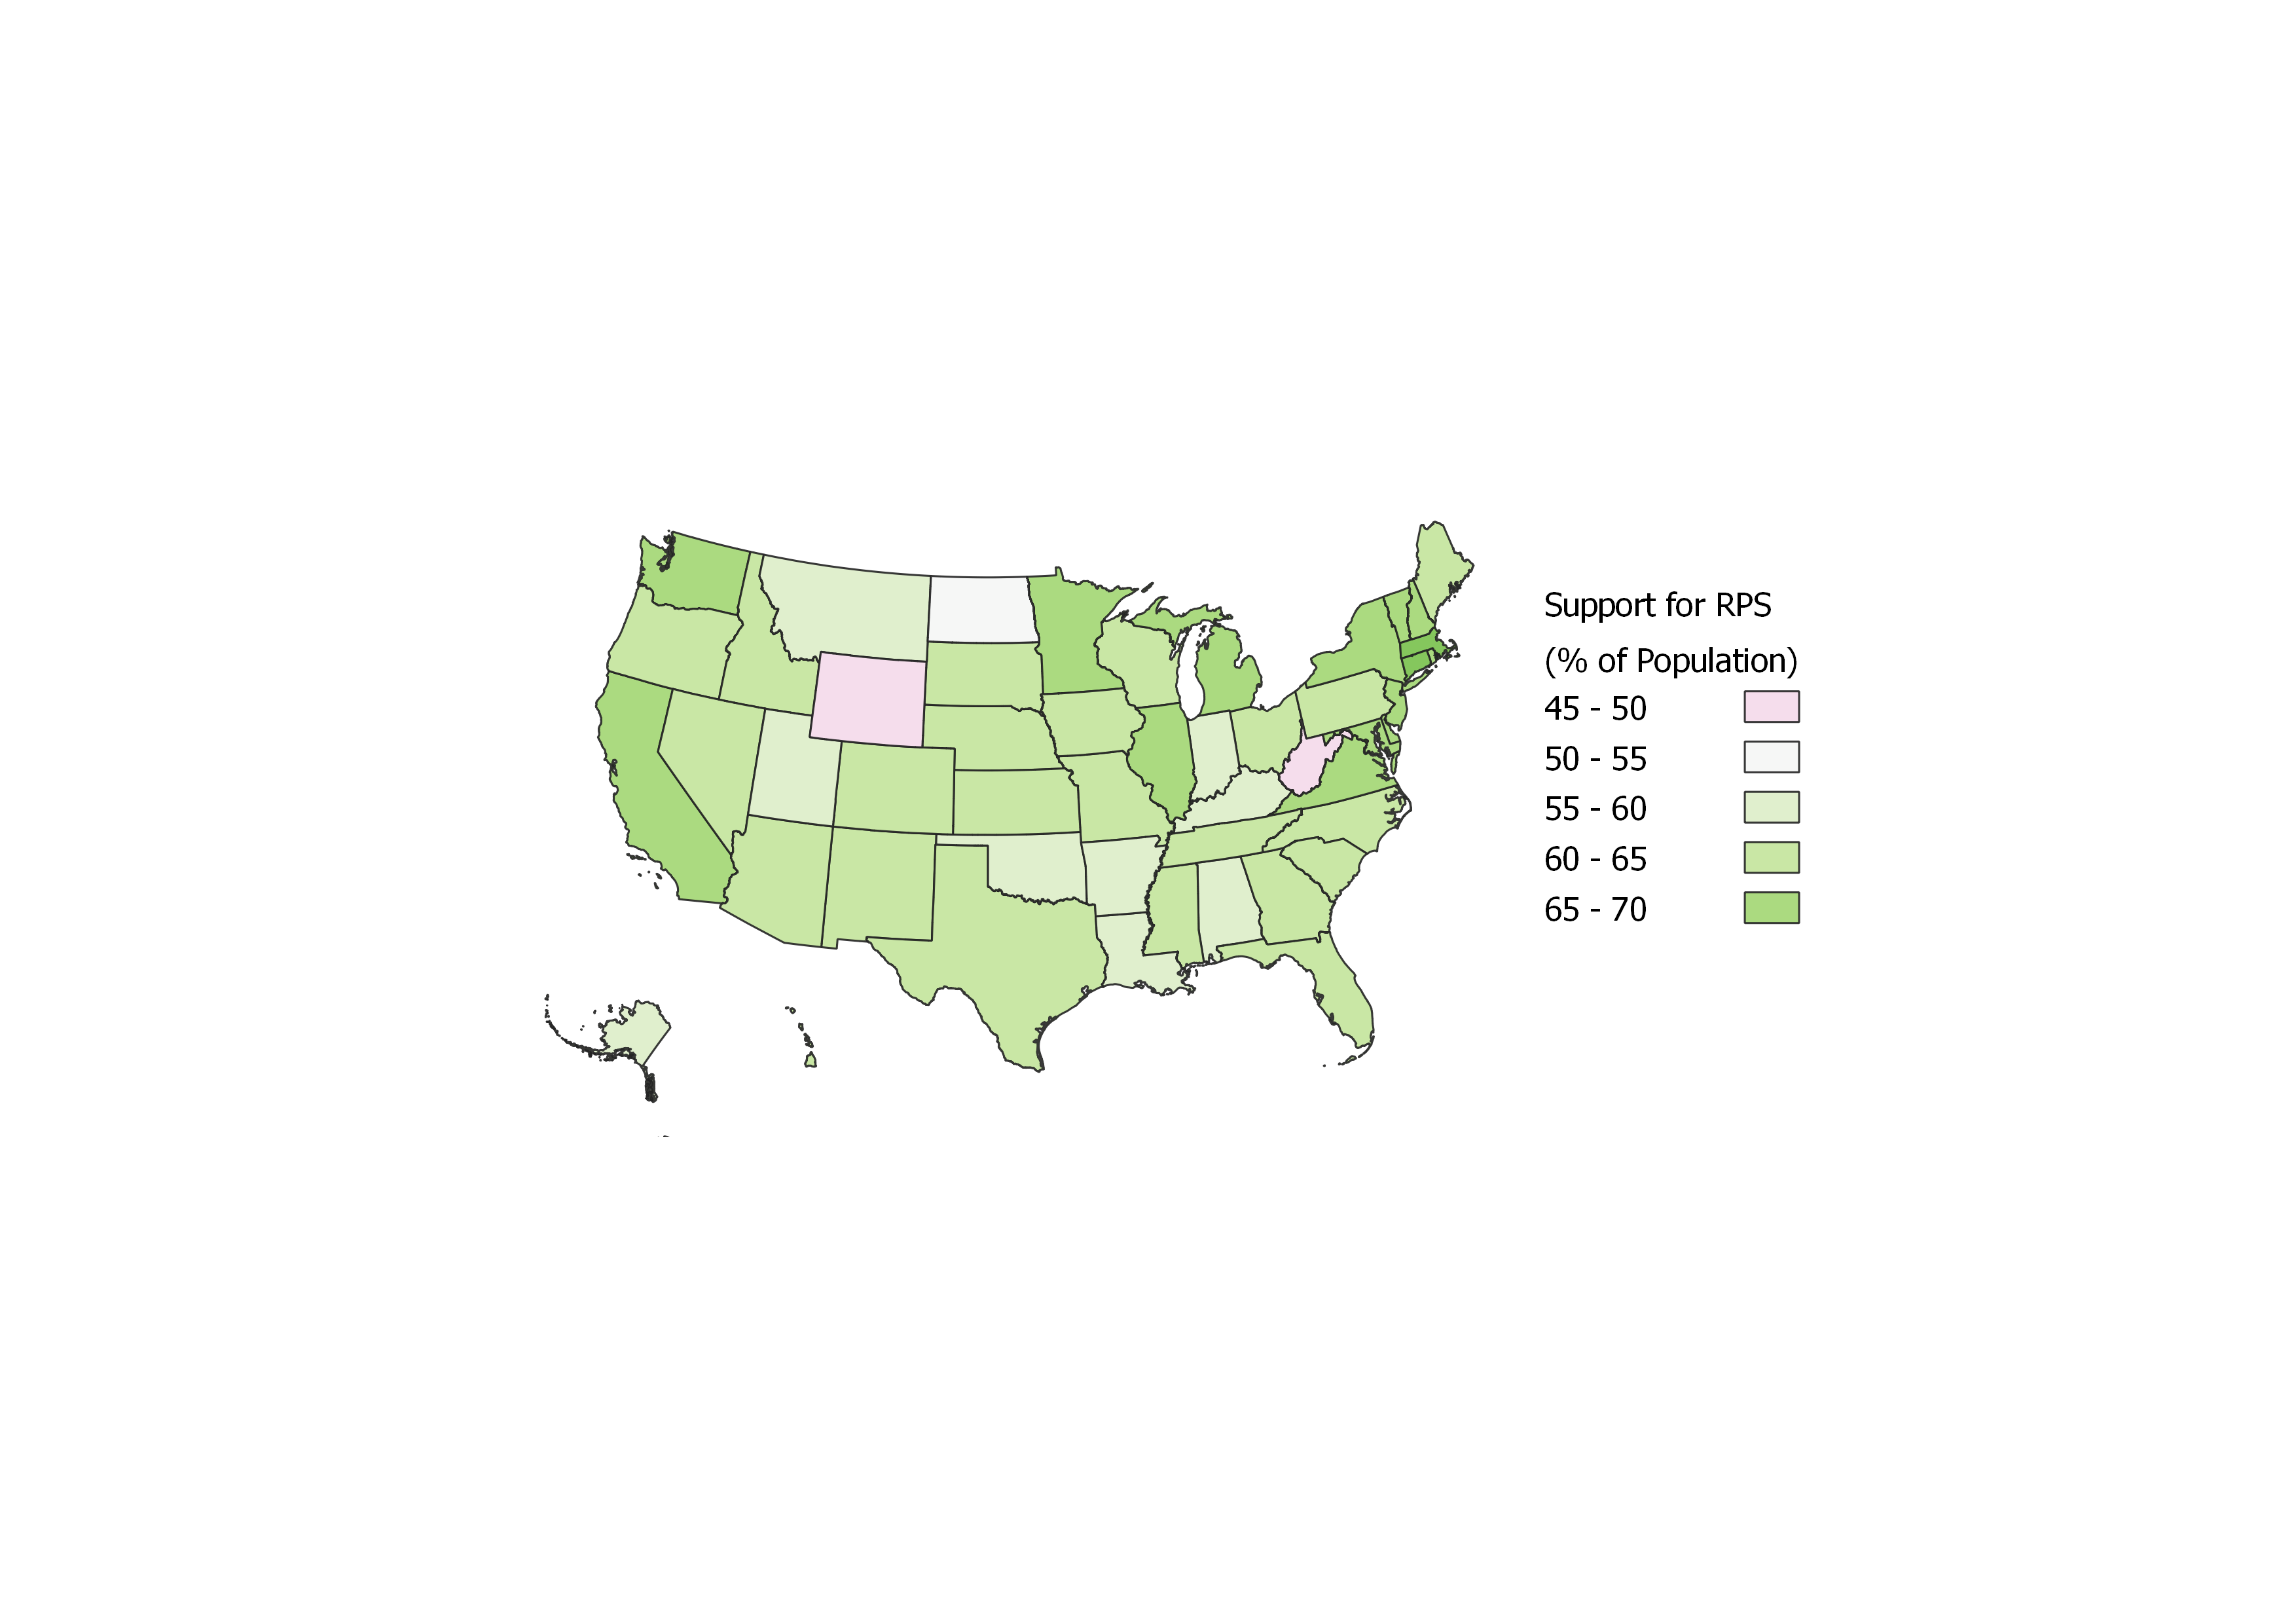 Support for RPS
(% of Population)
45 - 50
50 - 55
55 - 60
60 - 65
65 - 70